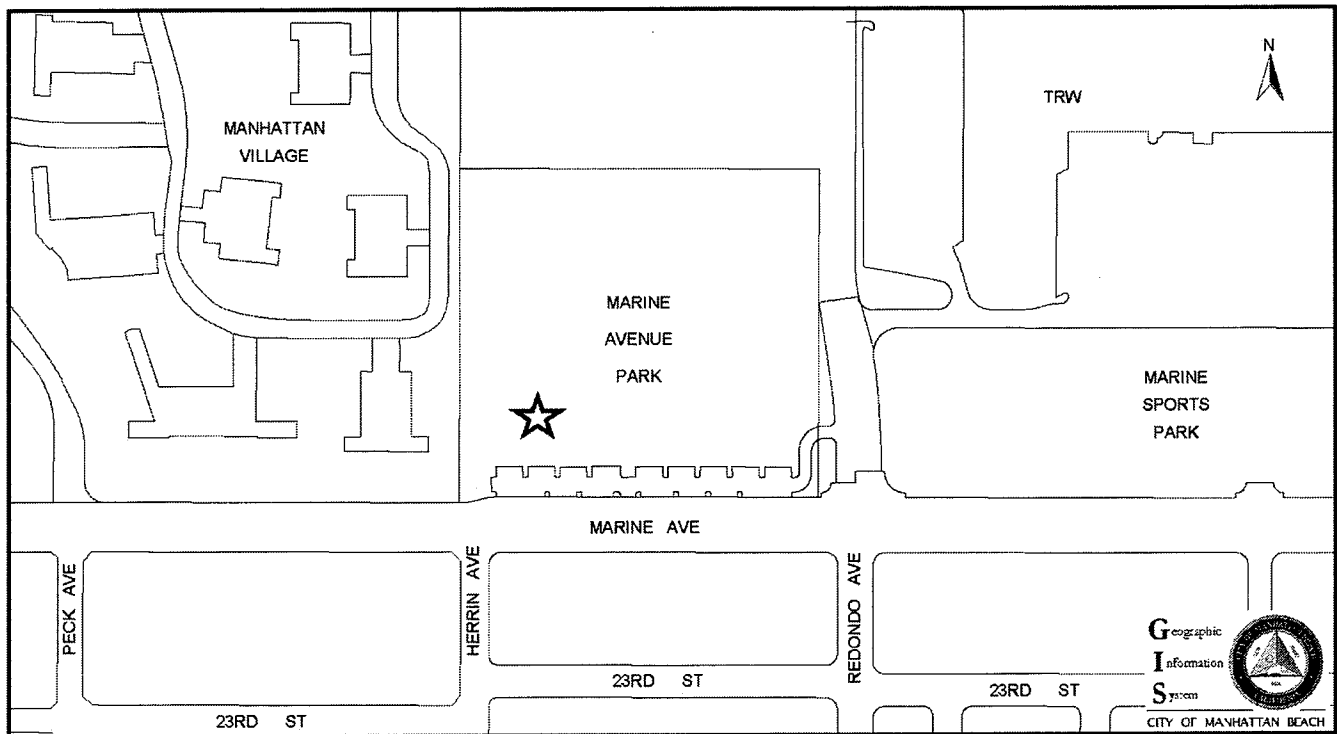 N
TRW
MANHATTAN
VILLAGE
MARINE
AVENUE
PARK
MARINE
SPORTS
PARK
MARINE AVE
PECK AVE
HERRIN AVE
REDONDO AVE
23RD ST
23RD ST
23RD ST
Geographic
Information
System
CITY OF MANHATTAN BEACH